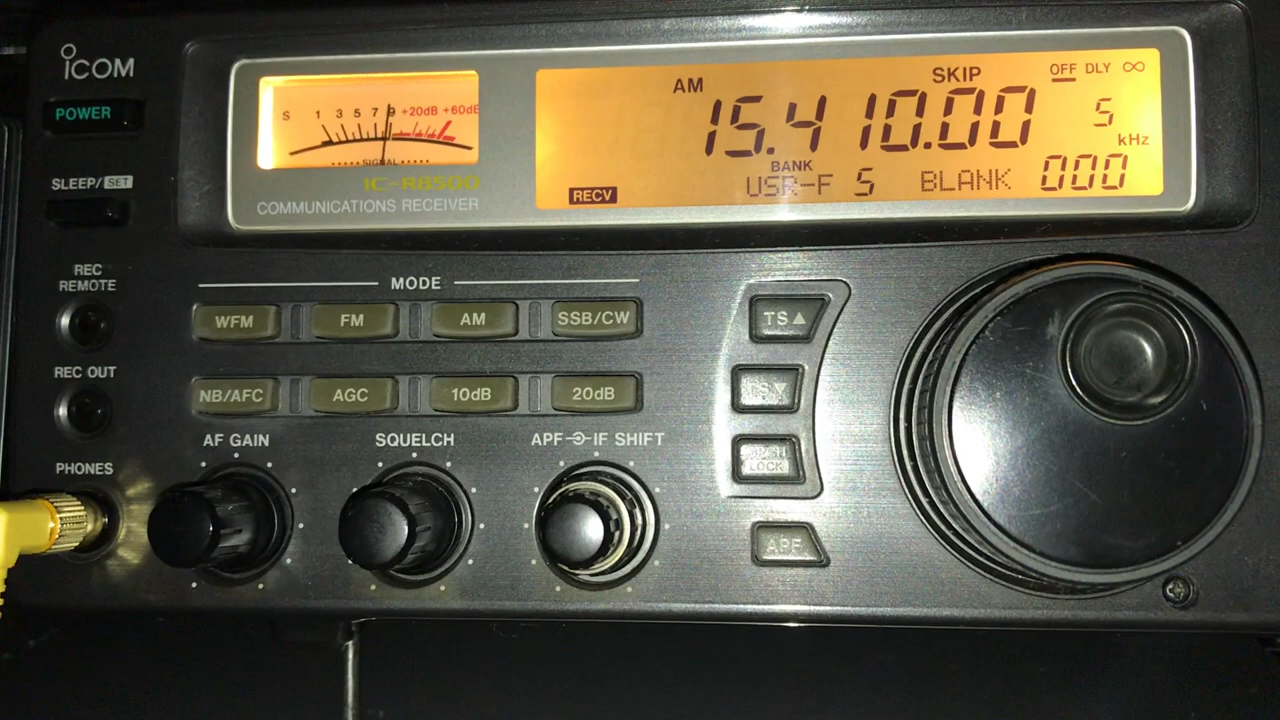 ICOM
POWER
SLEEP/SET
REC
REMOTE
REC OUT
PHONES
S 1 3 5 7 9 +20dB +60dB
SIGNAL
IC-R8500
COMMUNICATIONS RECEIVER
AM SKIP OFF DLY ∞
15.410.00 5
kHz
BANK
RECV USR-F 5 BLANK 000
MODE
WFM FM AM SSB/CW
NB/AFC AGC 10dB 20dB
AF GAIN SQUELCH APF IF SHIFT
TS▲
TS▼
LOCK
APF